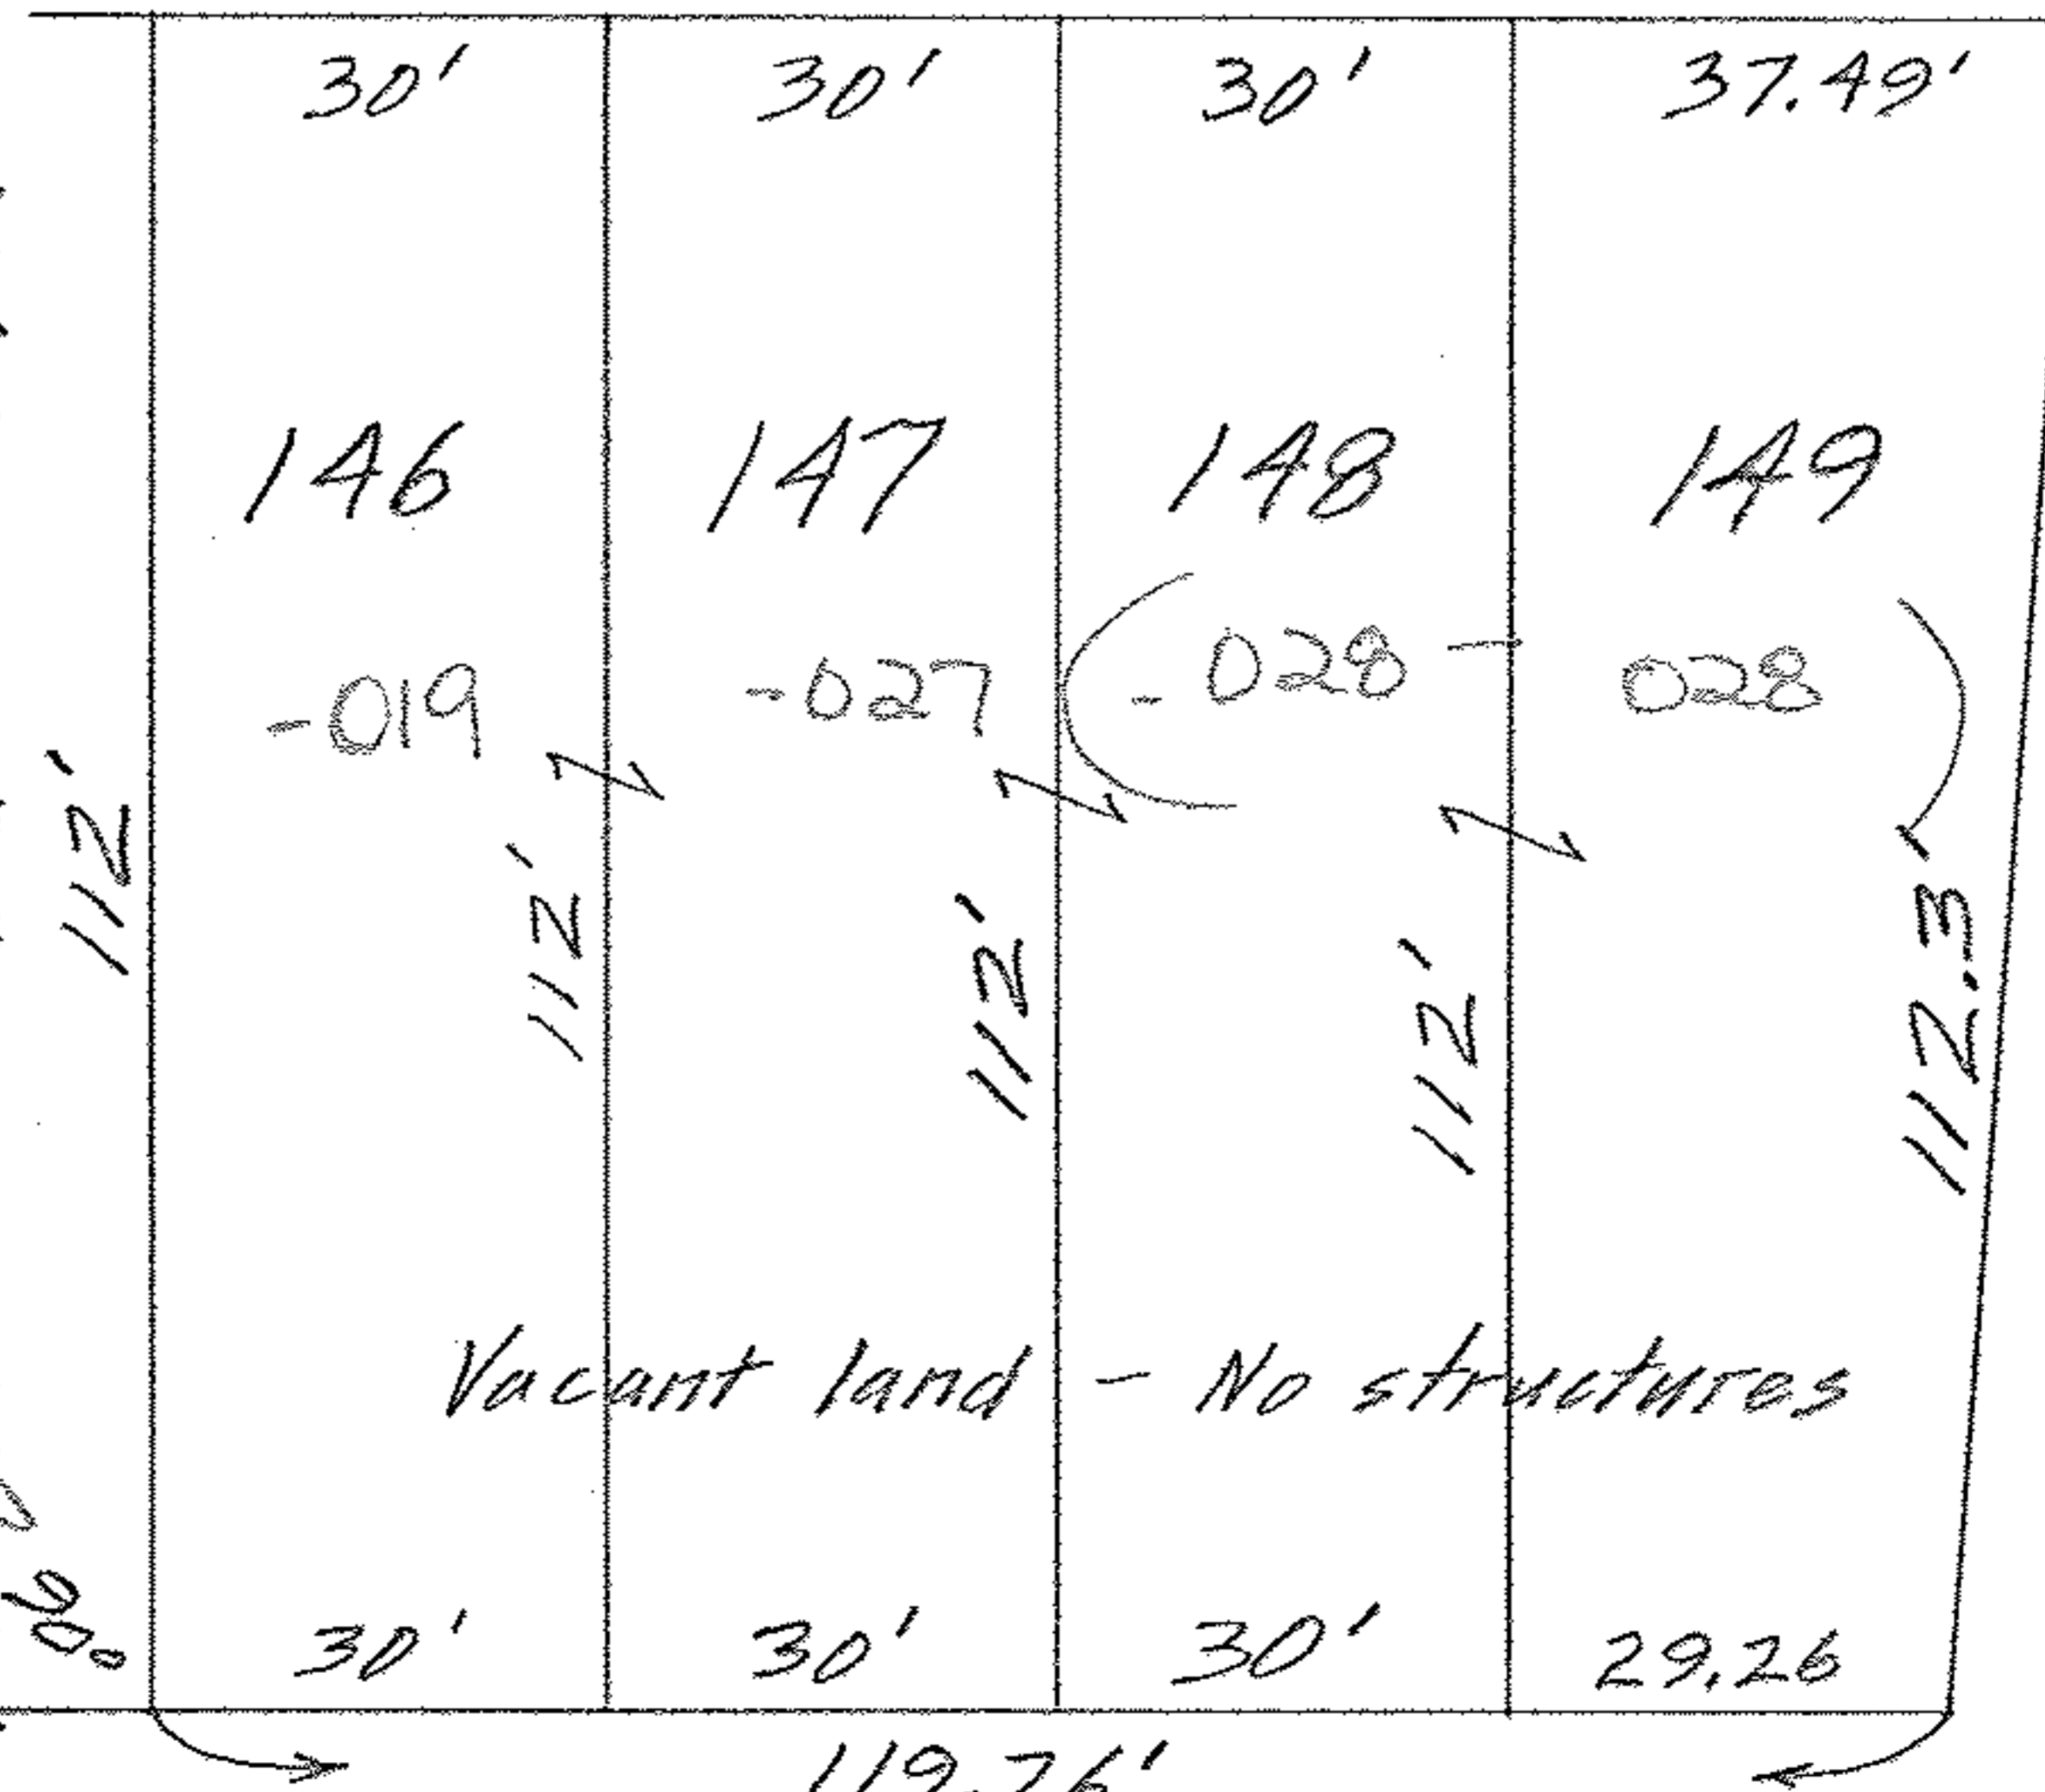 30' 30' 30' 37.49'
146 147 148 149
-019 -027 (-028 - 028)
112' 112' 112' 112' 112.3'
Vacant land - No structures
30' 30' 30' 29.26
119.26'